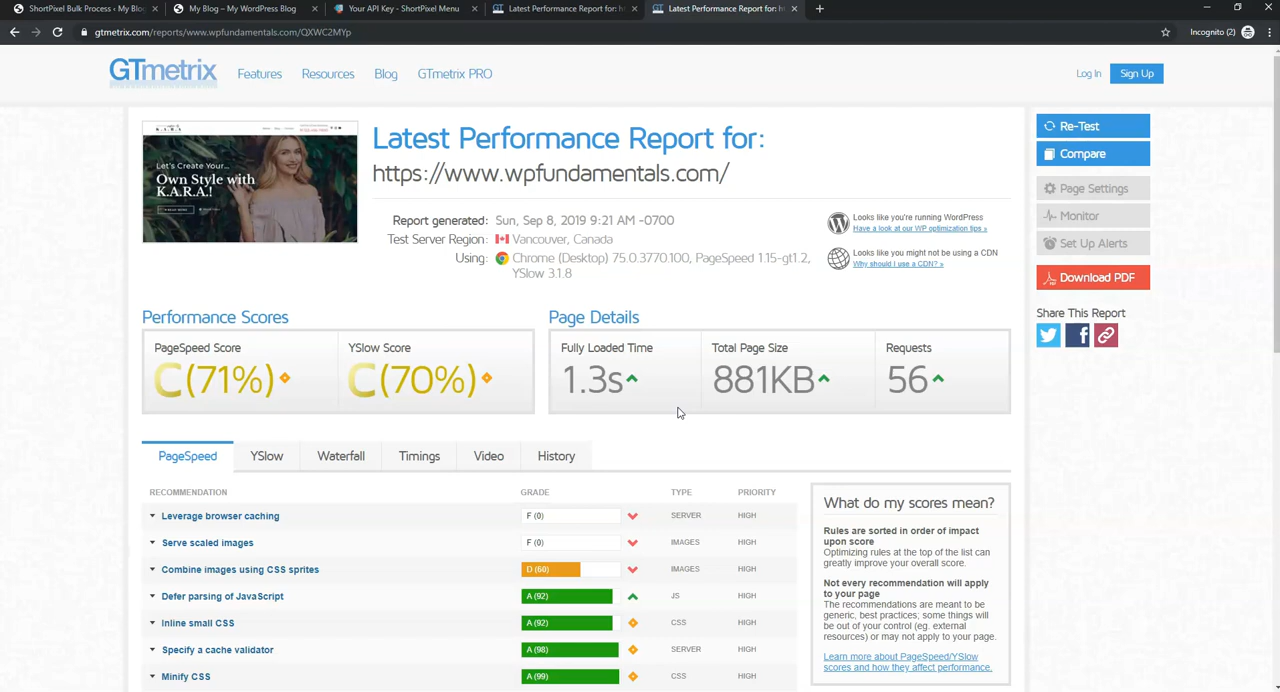 ShortPixel Bulk Process ‹ My Blog
My Blog – My WordPress Blog
Your API Key - ShortPixel Menu
Latest Performance Report for: h
Latest Performance Report for: h
gtmetrix.com/reports/www.wpfundamentals.com/QXWC2MYp
Incognito (2)
GTmetrix
Features
Resources
Blog
GTmetrix PRO
Log In
Sign Up
Let's Create Your...
Own Style with
K.A.R.A.!
Latest Performance Report for:
https://www.wpfundamentals.com/
Report generated: Sun, Sep 8, 2019 9:21 AM -0700
Test Server Region: Vancouver, Canada
Using: Chrome (Desktop) 75.0.3770.100, PageSpeed 1.15-gt1.2,
YSlow 3.1.8
Looks like you're running WordPress
Have a look at our WP optimization tips »
Looks like you might not be using a CDN
Why should I use a CDN? »
Re-Test
Compare
Page Settings
Monitor
Set Up Alerts
Download PDF
Share This Report
Performance Scores
PageSpeed Score
C(71%)
YSlow Score
C(70%)
Page Details
Fully Loaded Time
1.3s
Total Page Size
881KB
Requests
56
PageSpeed
YSlow
Waterfall
Timings
Video
History
RECOMMENDATION GRADE TYPE PRIORITY
Leverage browser caching F (0) SERVER HIGH
Serve scaled images F (0) IMAGES HIGH
Combine images using CSS sprites D (60) IMAGES HIGH
Defer parsing of JavaScript A (92) JS HIGH
Inline small CSS A (92) CSS HIGH
Specify a cache validator A (98) SERVER HIGH
Minify CSS A (99) CSS HIGH
What do my scores mean?
Rules are sorted in order of impact
upon score
Optimizing rules at the top of the list can
greatly improve your overall score.
Not every recommendation will apply
to your page
The recommendations are meant to be
generic, best practices; some things will
be out of your control (eg. external
resources) or may not apply to your page.
Learn more about PageSpeed/YSlow
scores and how they affect performance.